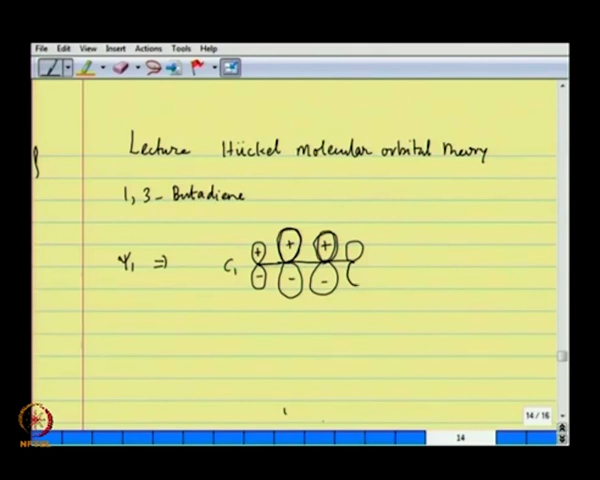 File Edit View Insert Actions Tools Help
Lecture Hückel molecular orbital theory
1, 3 - Butadiene
Ψ₁ ⇒ C₁ + + +
- - -
14 / 16
NPTEL
14